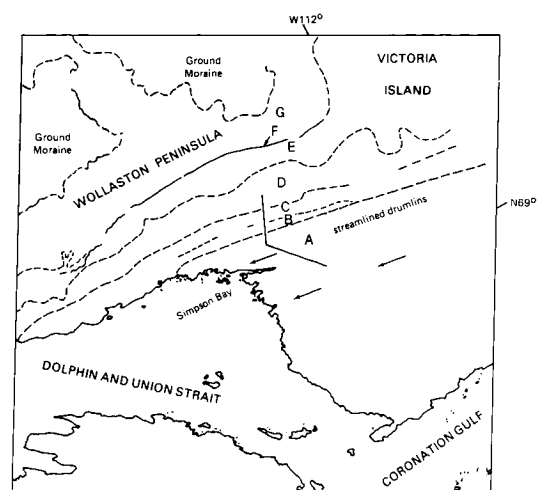 W112°
Ground
Moraine
VICTORIA
ISLAND
G
F
E
Ground
Moraine
WOLLASTON PENINSULA
D
C
B
A
streamlined drumlins
N69°
Simpson Bay
DOLPHIN AND UNION STRAIT
CORONATION GULF